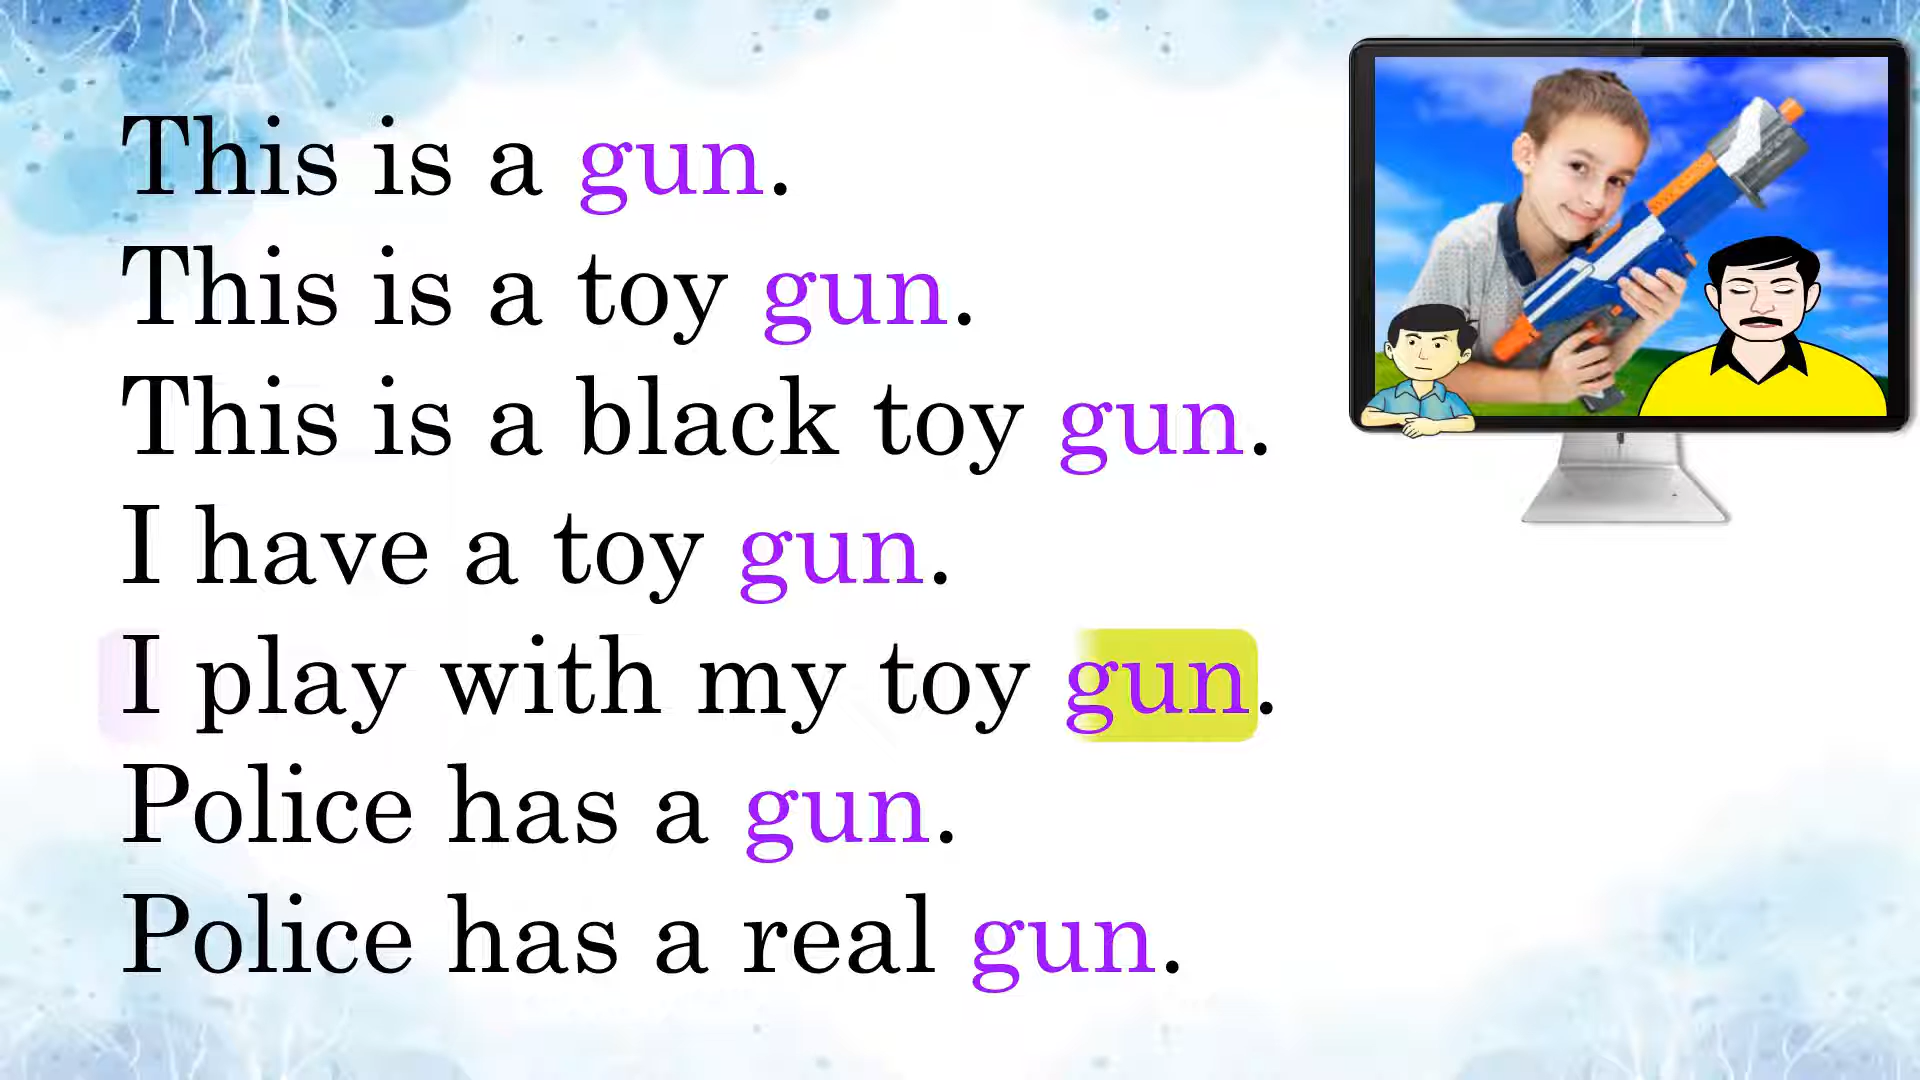 This is a gun.
This is a toy gun.
This is a black toy gun.
I have a toy gun.
I play with my toy gun.
Police has a gun.
Police has a real gun.